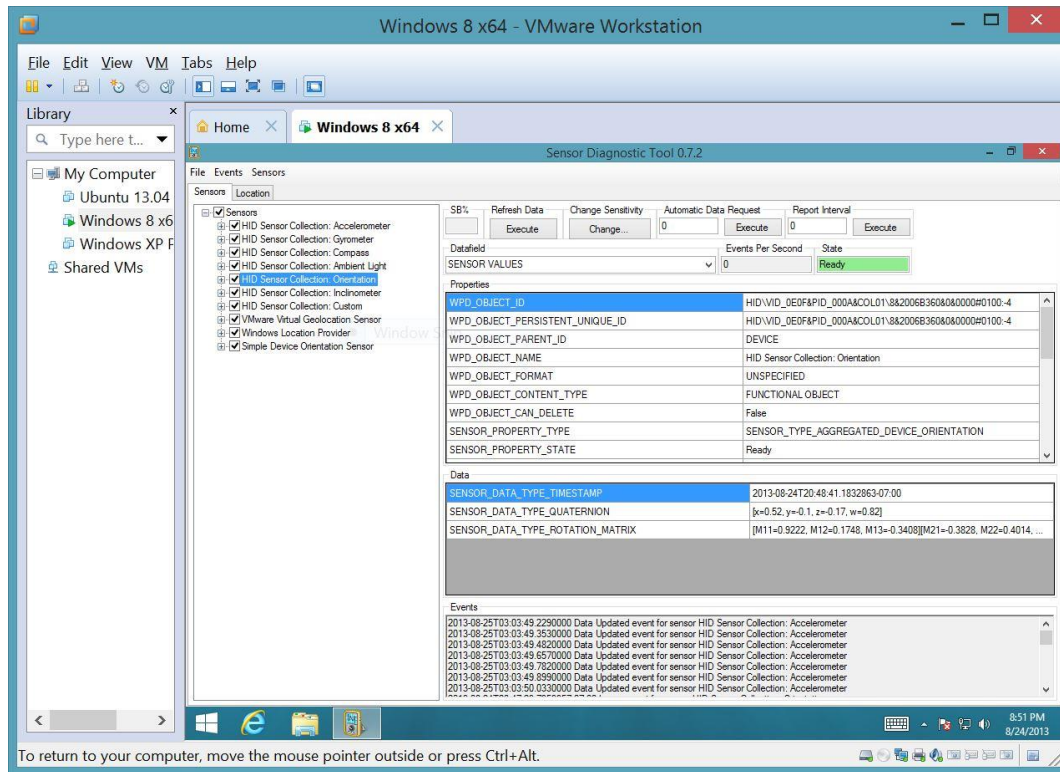 Windows 8 x64 - VMware Workstation
File Edit View VM Tabs Help
Library
Type here t...
My Computer
Ubuntu 13.04
Windows 8 x6
Windows XP P
Shared VMs
Home
Windows 8 x64
Sensor Diagnostic Tool 0.7.2
File Events Sensors
Sensors Location
Sensors
HID Sensor Collection: Accelerometer
HID Sensor Collection: Gyrometer
HID Sensor Collection: Compass
HID Sensor Collection: Ambient Light
HID Sensor Collection: Orientation
HID Sensor Collection: Inclinometer
HID Sensor Collection: Custom
VMware Virtual Geolocation Sensor
Windows Location Provider
Simple Device Orientation Sensor
SB% Refresh Data Change Sensitivity Automatic Data Request Report Interval
Execute Change... 0 Execute 0 Execute
Datafield Events Per Second State
SENSOR VALUES 0 Ready
Properties
WPD_OBJECT_ID HID\VID_0E0F&PID_000A&COL01\8&2006B360&0&0000#0100:-4
WPD_OBJECT_PERSISTENT_UNIQUE_ID HID\VID_0E0F&PID_000A&COL01\8&2006B360&0&0000#0100:-4
WPD_OBJECT_PARENT_ID DEVICE
WPD_OBJECT_NAME HID Sensor Collection: Orientation
WPD_OBJECT_FORMAT UNSPECIFIED
WPD_OBJECT_CONTENT_TYPE FUNCTIONAL OBJECT
WPD_OBJECT_CAN_DELETE False
SENSOR_PROPERTY_TYPE SENSOR_TYPE_AGGREGATED_DEVICE_ORIENTATION
SENSOR_PROPERTY_STATE Ready
Data
SENSOR_DATA_TYPE_TIMESTAMP 2013-08-24T20:48:41.1832863-07:00
SENSOR_DATA_TYPE_QUATERNION [x=0.52, y=-0.1, z=-0.17, w=0.82]
SENSOR_DATA_TYPE_ROTATION_MATRIX [M11=0.9222, M12=0.1748, M13=-0.3408][M21=-0.3828, M22=0.4014, ...
Events
2013-08-25T03:03:49.2290000 Data Updated event for sensor HID Sensor Collection: Accelerometer
2013-08-25T03:03:49.3530000 Data Updated event for sensor HID Sensor Collection: Accelerometer
2013-08-25T03:03:49.4820000 Data Updated event for sensor HID Sensor Collection: Accelerometer
2013-08-25T03:03:49.6570000 Data Updated event for sensor HID Sensor Collection: Accelerometer
2013-08-25T03:03:49.7820000 Data Updated event for sensor HID Sensor Collection: Accelerometer
2013-08-25T03:03:49.8990000 Data Updated event for sensor HID Sensor Collection: Accelerometer
2013-08-25T03:03:50.0330000 Data Updated event for sensor HID Sensor Collection: Accelerometer
8:51 PM
8/24/2013
To return to your computer, move the mouse pointer outside or press Ctrl+Alt.